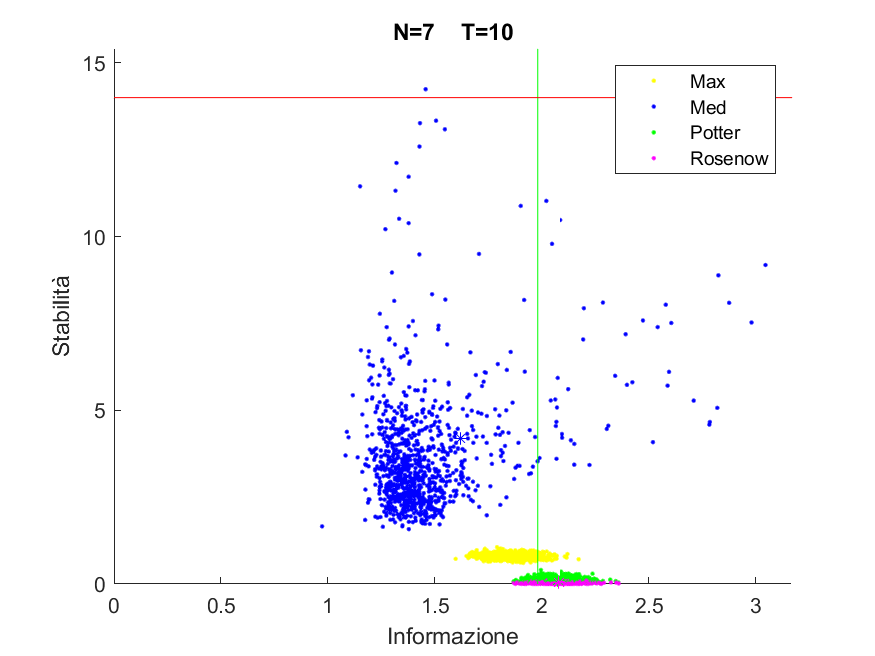 N=7 T=10
15
10
5
0
Stabilità
Max
Med
Potter
Rosenow
0 0.5 1 1.5 2 2.5 3
Informazione